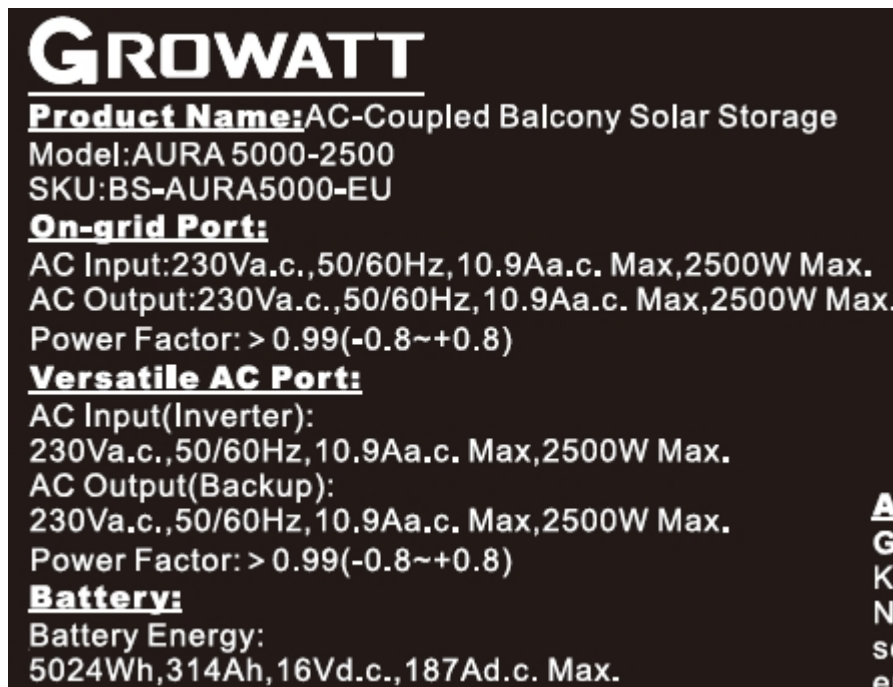 GROWATT
Product Name:AC-Coupled Balcony Solar Storage
Model:AURA 5000-2500
SKU:BS-AURA5000-EU
On-grid Port:
AC Input:230Va.c.,50/60Hz,10.9Aa.c. Max,2500W Max.
AC Output:230Va.c.,50/60Hz,10.9Aa.c. Max,2500W Max.
Power Factor: > 0.99(-0.8~+0.8)
Versatile AC Port:
AC Input(Inverter):
230Va.c.,50/60Hz,10.9Aa.c. Max,2500W Max.
AC Output(Backup):
230Va.c.,50/60Hz,10.9Aa.c. Max,2500W Max.
Power Factor: > 0.99(-0.8~+0.8)
Battery:
Battery Energy:
5024Wh,314Ah,16Vd.c.,187Ad.c. Max.